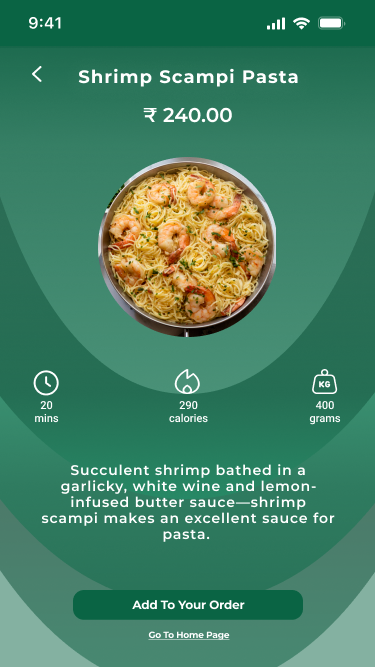 9:41
Shrimp Scampi Pasta
₹ 240.00
KG
20
mins
290
calories
400
grams
Succulent shrimp bathed in a
garlicky, white wine and lemon-
infused butter sauce—shrimp
scampi makes an excellent sauce for
pasta.
Add To Your Order
Go To Home Page